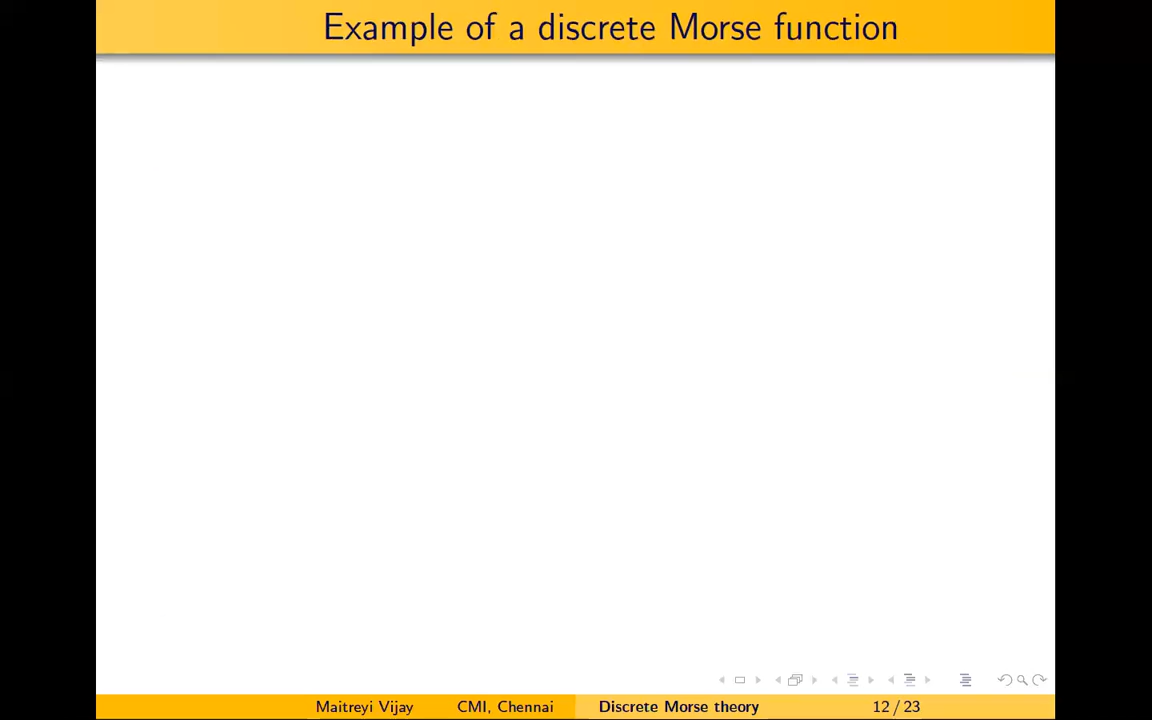 Example of a discrete Morse function
Maitreyi Vijay CMI, Chennai Discrete Morse theory 12 / 23